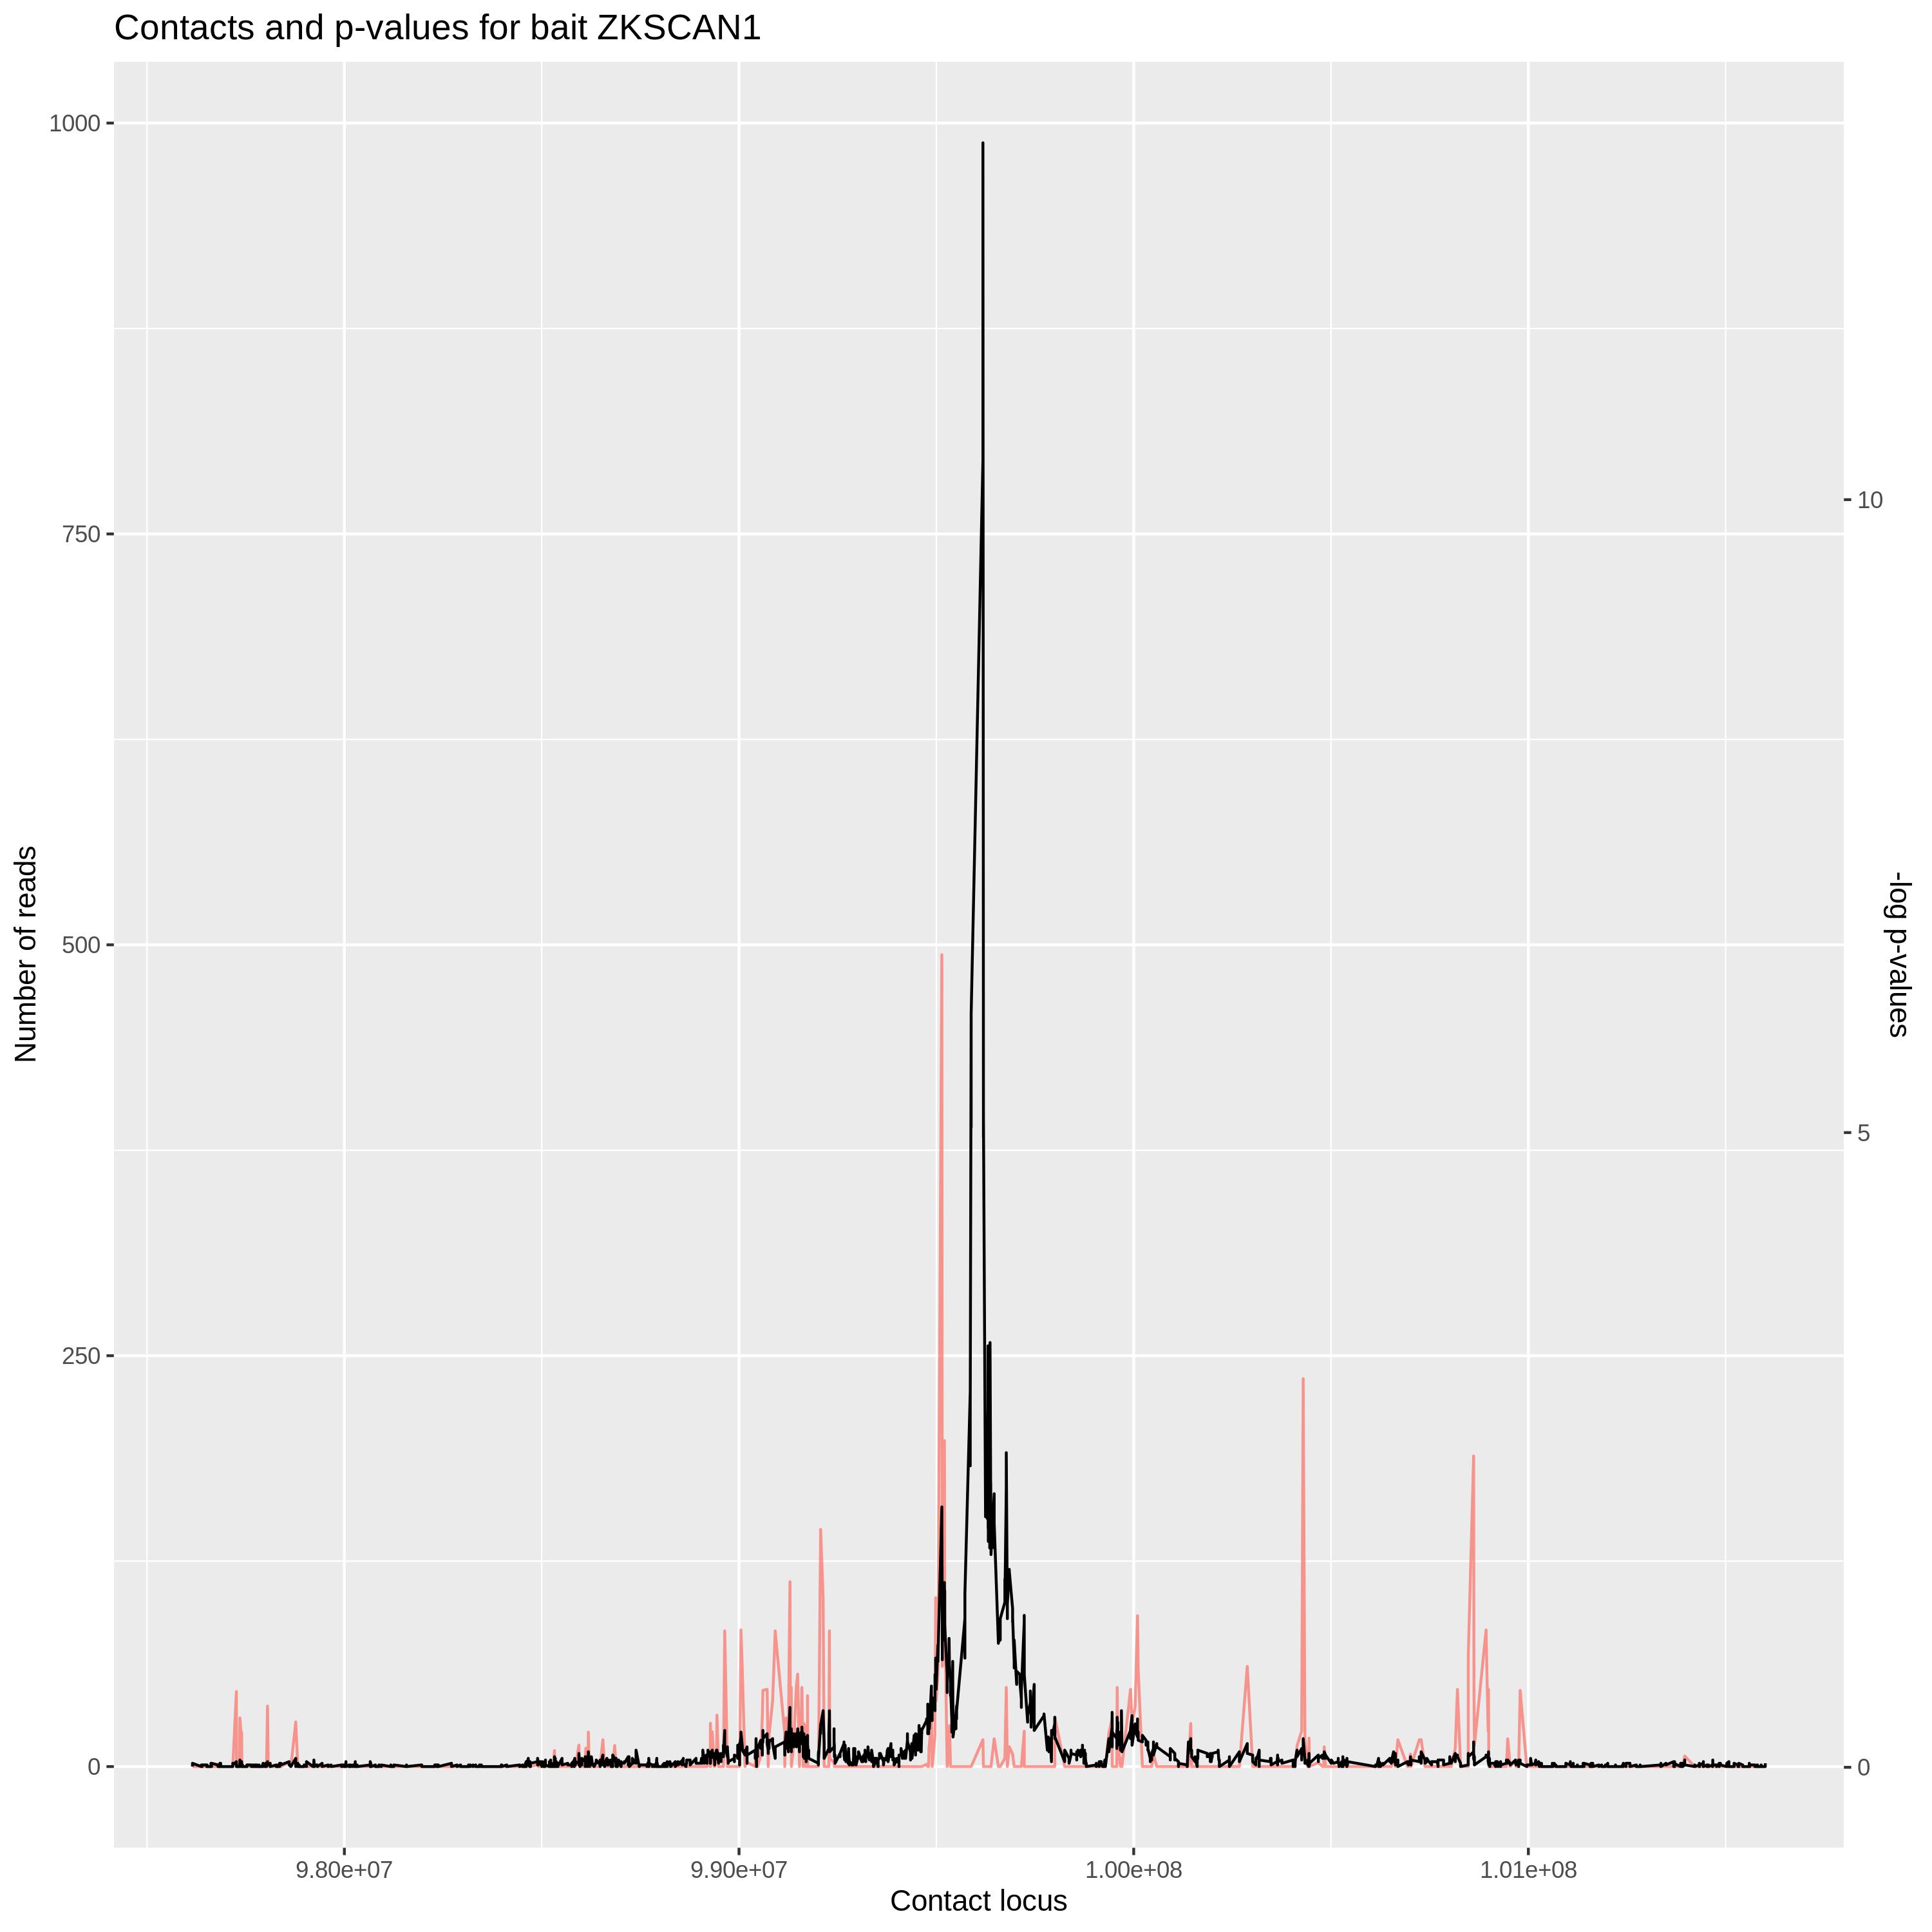 Contacts and p-values for bait ZKSCAN1
1000
750
500
250
0
Number of reads
10
5
0
-log p-values
9.80e+07
9.90e+07
1.00e+08
1.01e+08
Contact locus